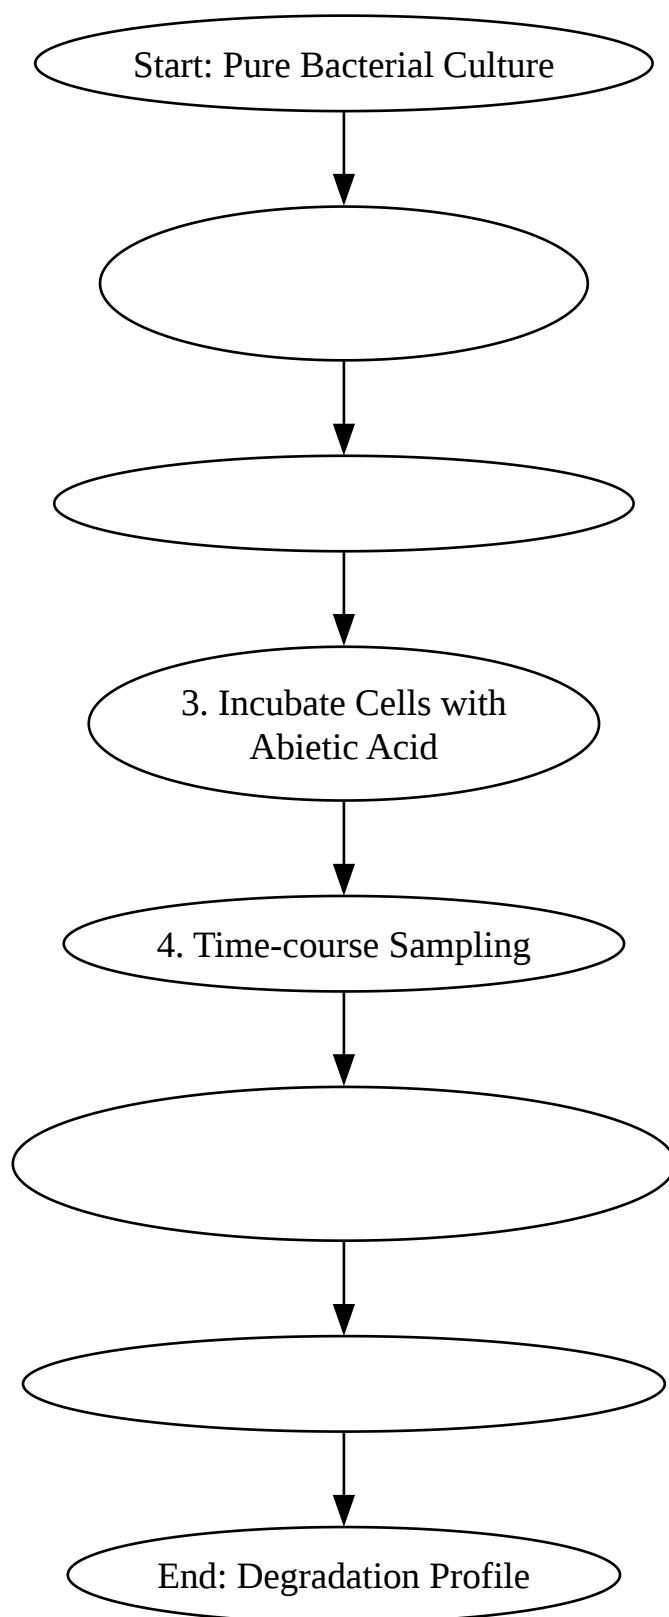 Start: Pure Bacterial Culture
3. Incubate Cells with
Abietic Acid
4. Time-course Sampling
End: Degradation Profile